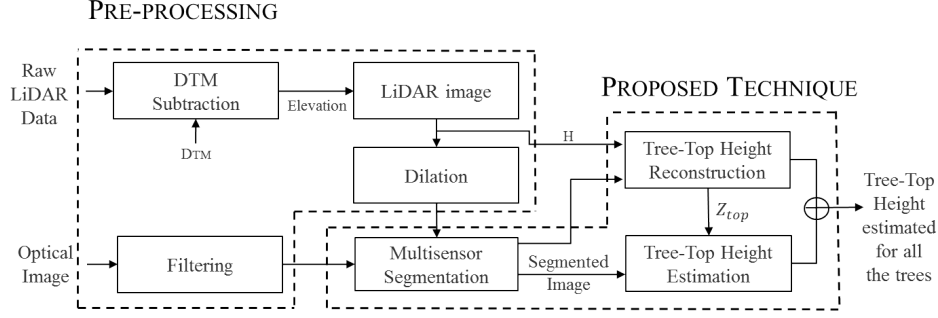 PRE-PROCESSING
Raw
LiDAR
Data
DTM
Subtraction
Elevation
LiDAR image
DTM
H
Dilation
PROPOSED TECHNIQUE
Tree-Top Height
Reconstruction
Z_top
Tree-Top
Height
estimated
for all
the trees
Optical
Image
Filtering
Multisensor
Segmentation
Segmented
Image
Tree-Top Height
Estimation